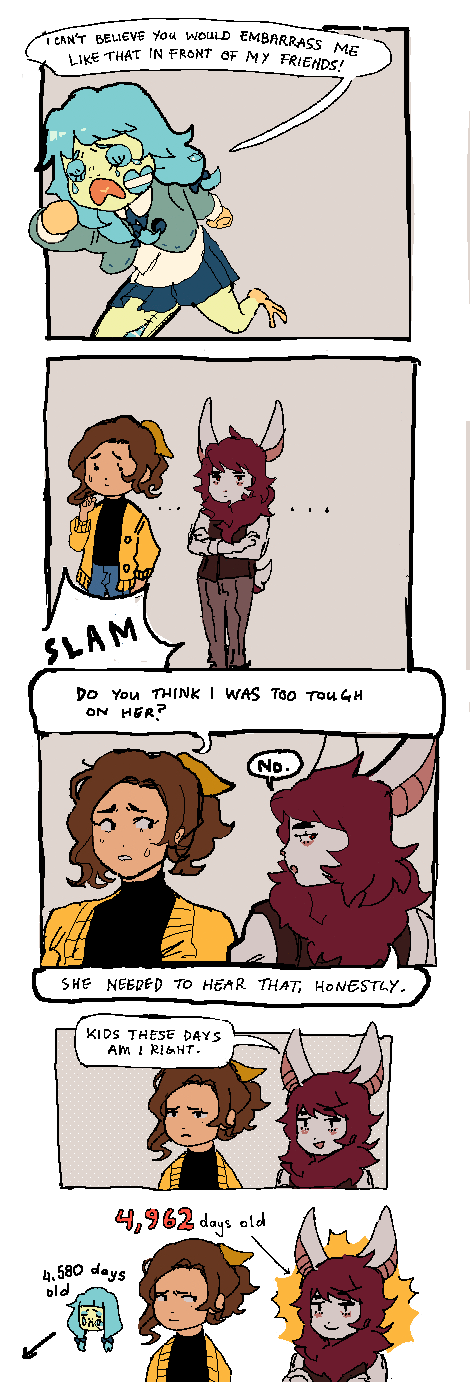 I CAN'T BELIEVE YOU WOULD EMBARRASS ME
LIKE THAT IN FRONT OF MY FRIENDS!
...
...
SLAM
DO YOU THINK I WAS TOO TOUGH
ON HER?
NO.
SHE NEEDED TO HEAR THAT, HONESTLY.
KIDS THESE DAYS
AM I RIGHT.
4,962 days old
4.580 days
old